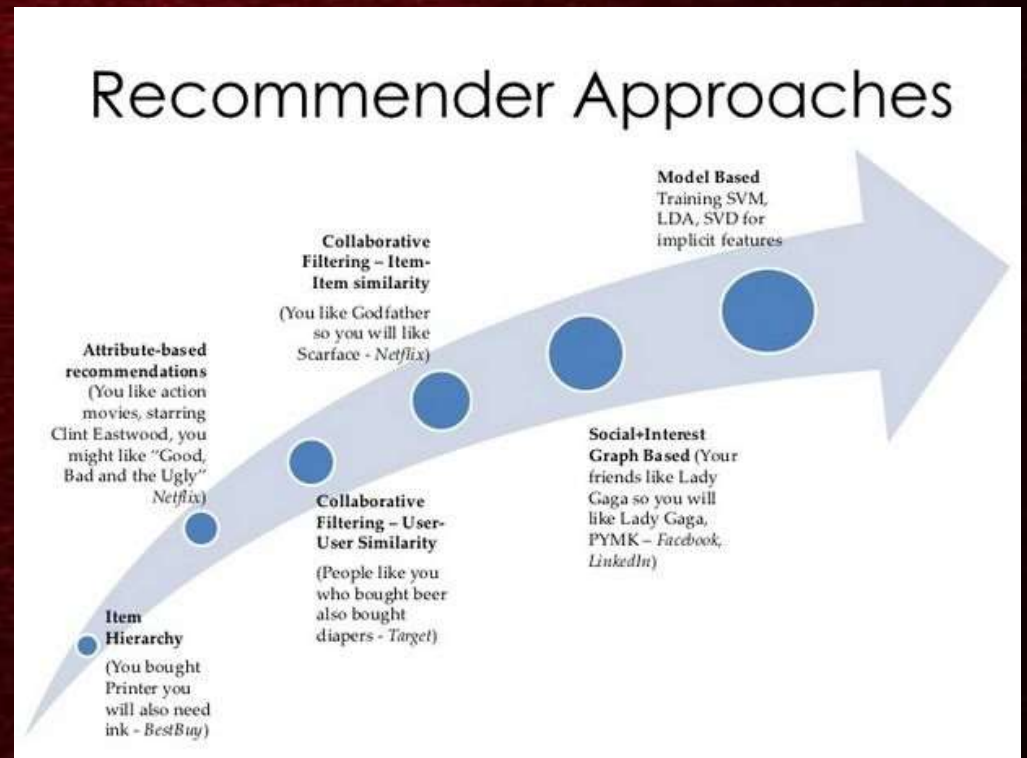 Recommender Approaches
Item
Hierarchy
(You bought
Printer you
will also need
ink - BestBuy)
Attribute-based
recommendations
(You like action
movies, starring
Clint Eastwood, you
might like “Good,
Bad and the Ugly”
Netflix)
Collaborative
Filtering – User-
User Similarity
(People like you
who bought beer
also bought
diapers - Target)
Collaborative
Filtering – Item-
Item similarity
(You like Godfather
so you will like
Scarface - Netflix)
Social+Interest
Graph Based (Your
friends like Lady
Gaga so you will
like Lady Gaga,
PYMK – Facebook,
LinkedIn)
Model Based
Training SVM,
LDA, SVD for
implicit features